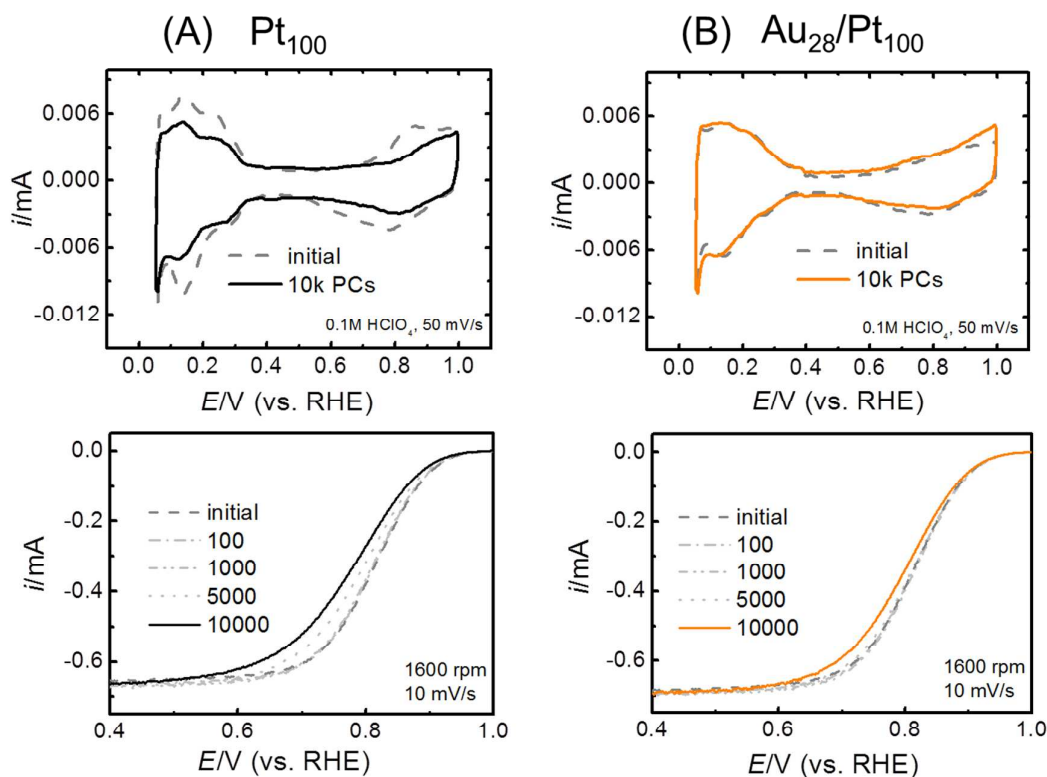 (A) Pt₁₀₀
(B) Au₂₈/Pt₁₀₀
i/mA
0.006
0.000
-0.006
-0.012
initial
10k PCs
0.1M HClO₄, 50 mV/s
0.0 0.2 0.4 0.6 0.8 1.0
E/V (vs. RHE)
i/mA
0.006
0.000
-0.006
-0.012
initial
10k PCs
0.1M HClO₄, 50 mV/s
0.0 0.2 0.4 0.6 0.8 1.0
E/V (vs. RHE)
i/mA
0.0
-0.2
-0.4
-0.6
initial
100
1000
5000
10000
1600 rpm
10 mV/s
0.4 0.6 0.8 1.0
E/V (vs. RHE)
i/mA
0.0
-0.2
-0.4
-0.6
initial
100
1000
5000
10000
1600 rpm
10 mV/s
0.4 0.6 0.8 1.0
E/V (vs. RHE)